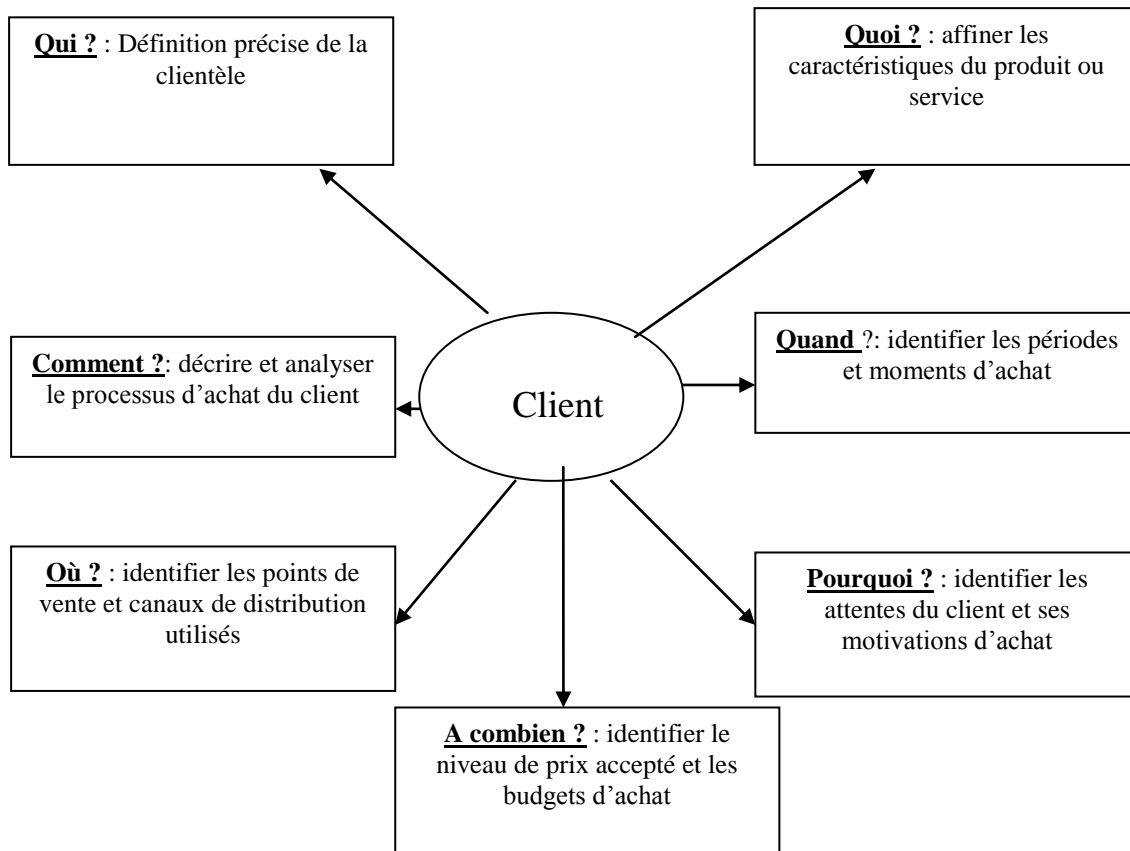 Qui ? : Définition précise de la
clientèle
Quoi ? : affiner les
caractéristiques du produit ou
service
Comment ?: décrire et analyser
le processus d’achat du client
Client
Quand ?: identifier les périodes
et moments d’achat
Où ? : identifier les points de
vente et canaux de distribution
utilisés
Pourquoi ? : identifier les
attentes du client et ses
motivations d’achat
A combien ? : identifier le
niveau de prix accepté et les
budgets d’achat